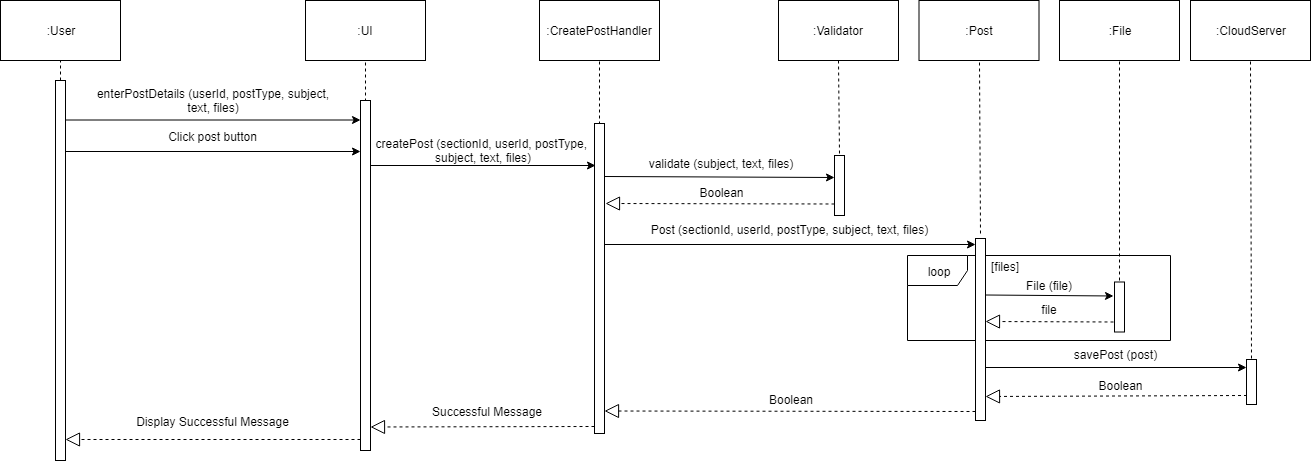 :User
:UI
:CreatePostHandler
:Validator
:Post
:File
:CloudServer
enterPostDetails (userId, postType, subject,
text, files)
Click post button
createPost (sectionId, userId, postType,
subject, text, files)
validate (subject, text, files)
Boolean
Post (sectionId, userId, postType, subject, text, files)
loop
[files]
File (file)
file
savePost (post)
Boolean
Boolean
Successful Message
Display Successful Message